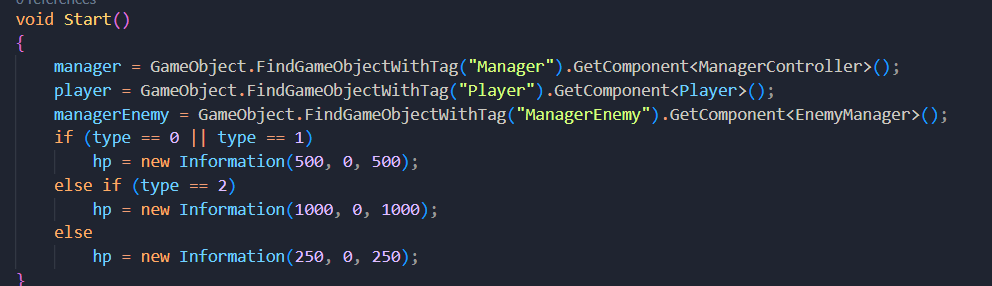 0 references
void Start()
{
    manager = GameObject.FindGameObjectWithTag("Manager").GetComponent<ManagerController>();
    player = GameObject.FindGameObjectWithTag("Player").GetComponent<Player>();
    managerEnemy = GameObject.FindGameObjectWithTag("ManagerEnemy").GetComponent<EnemyManager>();
    if (type == 0 || type == 1)
        hp = new Information(500, 0, 500);
    else if (type == 2)
        hp = new Information(1000, 0, 1000);
    else
        hp = new Information(250, 0, 250);
}